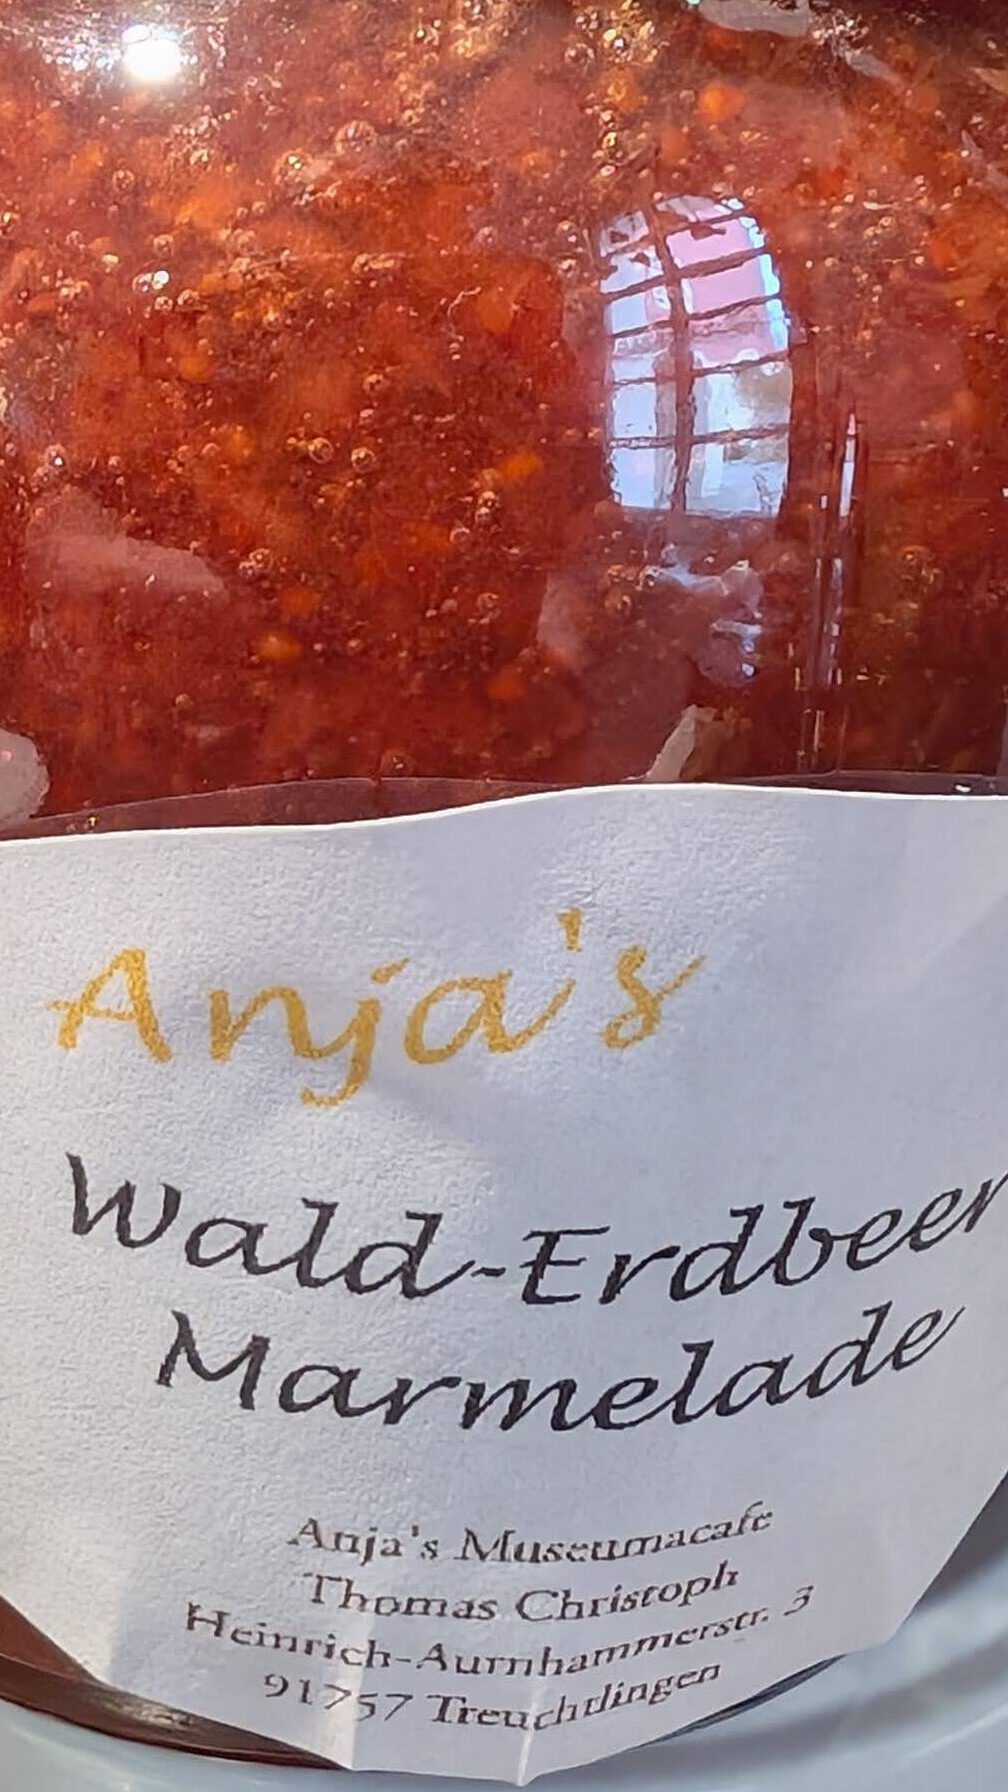 Anja's
Wald-Erdbeer
Marmelade
Anja's Museumacafe
Thomas Christoph
Heinrich-Aurnhammerstr. 3
91757 Treuchtlingen